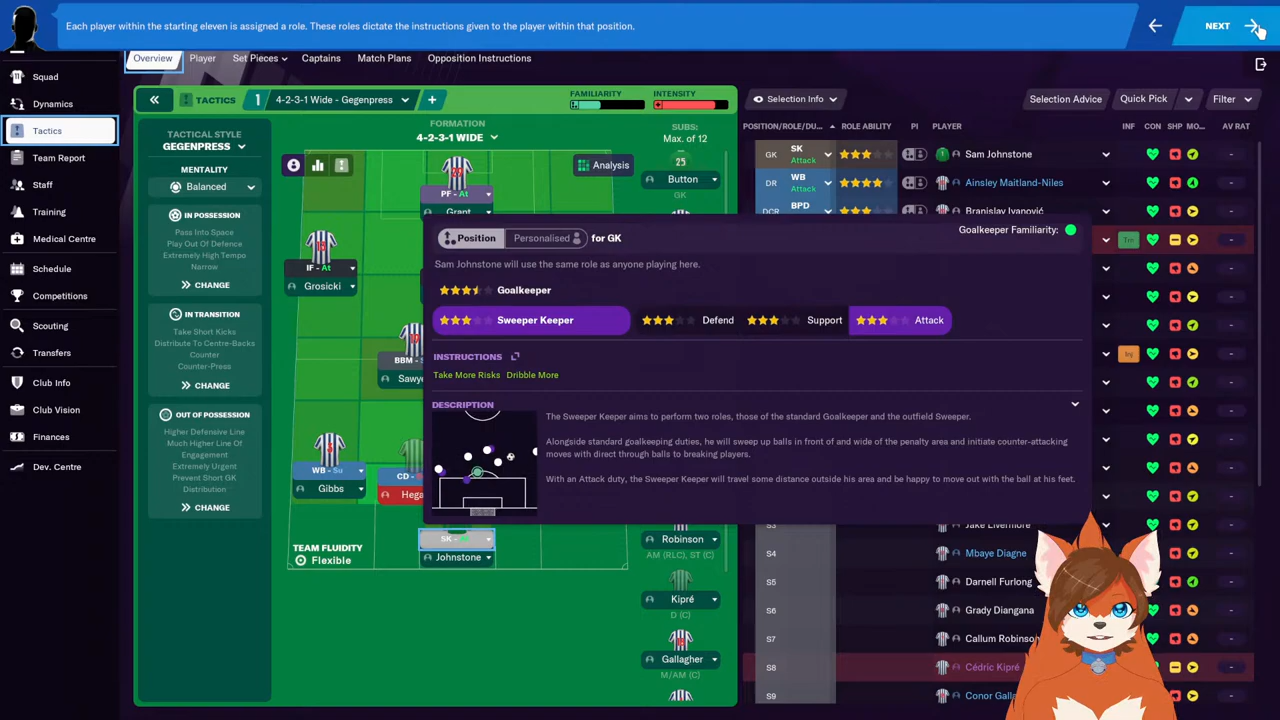 Each player within the starting eleven is assigned a role. These roles dictate the instructions given to the player within that position.
NEXT
Overview Player Set Pieces Captains Match Plans Opposition Instructions
Squad
Dynamics
Tactics
Team Report
Staff
Training
Medical Centre
Schedule
Competitions
Scouting
Transfers
Club Info
Club Vision
Finances
Dev. Centre
TACTICS 1 4-2-3-1 Wide - Gegenpress
FAMILIARITY INTENSITY
TACTICAL STYLE
GEGENPRESS
MENTALITY
Balanced
IN POSSESSION
Pass Into Space
Play Out Of Defence
Extremely High Tempo
Narrow
CHANGE
IN TRANSITION
Take Short Kicks
Distribute To Centre-Backs
Counter
Counter-Press
CHANGE
OUT OF POSSESSION
Higher Defensive Line
Much Higher Line Of
Engagement
Extremely Urgent
Prevent Short GK
Distribution
CHANGE
FORMATION
4-2-3-1 WIDE
Analysis
PF - At
Grant
IF - At
Grosicki
BBM - S
Sawye
WB - Su
Gibbs
CD -
Hega
SK -
Johnstone
TEAM FLUIDITY
Flexible
SUBS:
Max. of 12
25
Button
GK
Robinson
AM (RLC), ST (C)
Kipré
D (C)
Gallagher
M/AM (C)
Selection Info
Selection Advice Quick Pick Filter
POSITION/ROLE/DU... ROLE ABILITY PI PLAYER INF CON SHP MO... AV RAT
GK SK Attack Sam Johnstone -
DR WB Attack Ainsley Maitland-Niles -
DCR BPD Branislav Ivanović -
Trn -
Inj -
Position Personalised for GK
Goalkeeper Familiarity:
Sam Johnstone will use the same role as anyone playing here.
Goalkeeper
Sweeper Keeper Defend Support Attack
INSTRUCTIONS
Take More Risks Dribble More
DESCRIPTION
The Sweeper Keeper aims to perform two roles, those of the standard Goalkeeper and the outfield Sweeper.
Alongside standard goalkeeping duties, he will sweep up balls in front of and wide of the penalty area and initiate counter-attacking
moves with direct through balls to breaking players.
With an Attack duty, the Sweeper Keeper will travel some distance outside his area and be happy to move out with the ball at his feet.
S3 Jake Livermore
S4 Mbaye Diagne
S5 Darnell Furlong
S6 Grady Diangana
S7 Callum Robinso
S8 Cédric Kipré
S9 Conor Galla